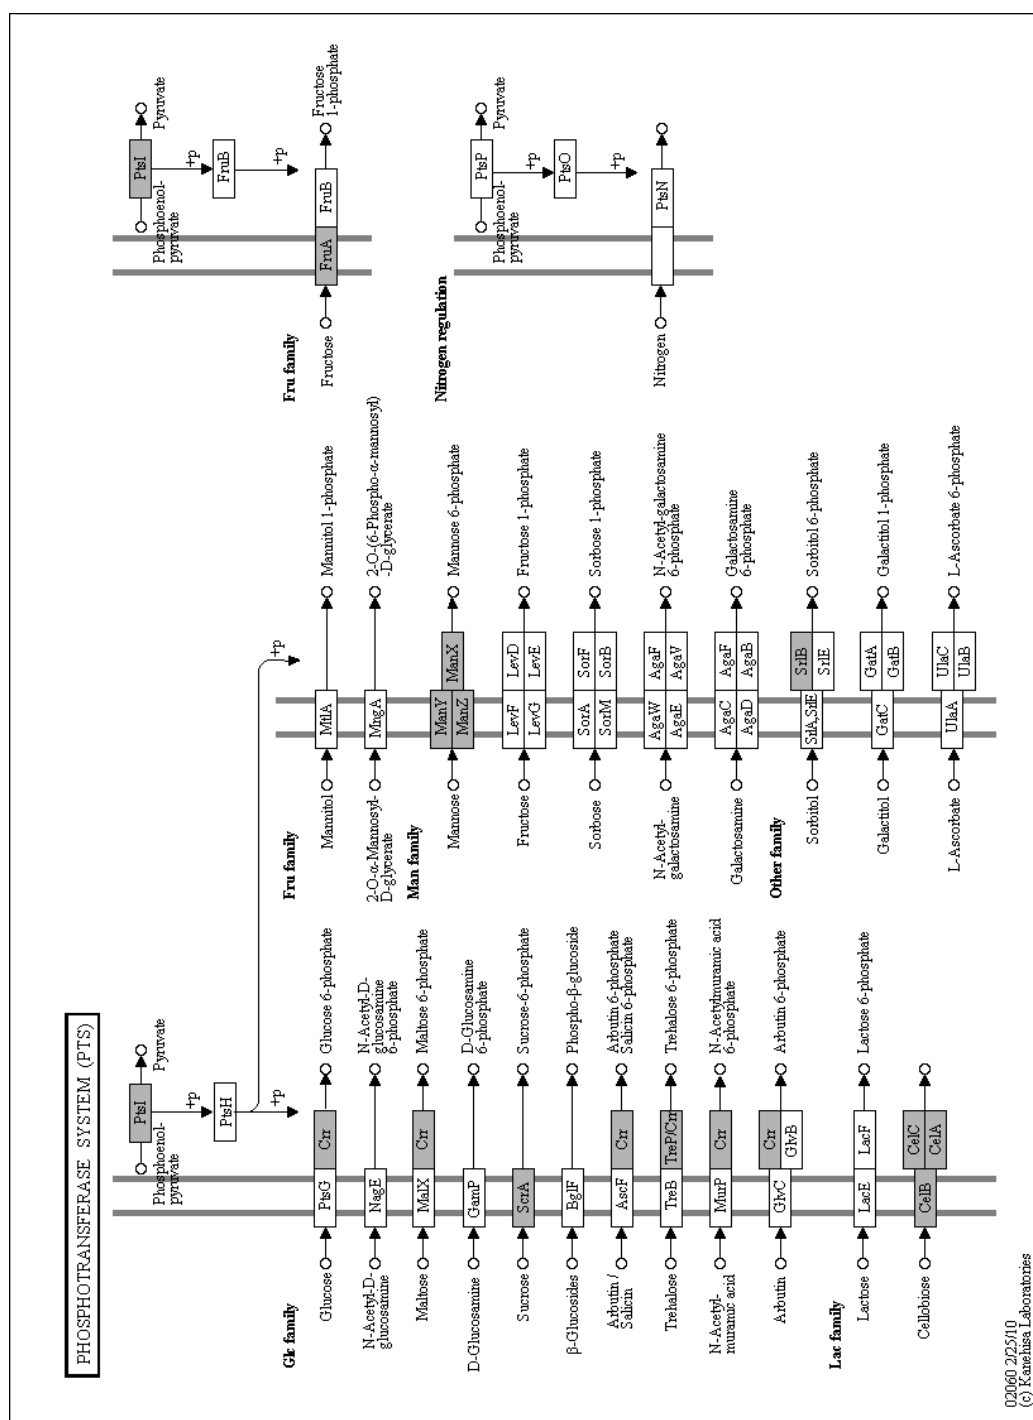 PHOSPHOTRANSFERASE SYSTEM (PTS)
Phosphoenol-
pyruvate
PtsI
Pyruvate
+p
PtsH
+p
+p
Glc family
Glucose
PtsG
Crr
Glucose 6-phosphate
N-Acetyl-D-
glucosamine
NagE
N-Acetyl-D-
glucosamine
6-phosphate
Maltose
MalX
Crr
Maltose 6-phosphate
D-Glucosamine
GamP
D-Glucosamine
6-phosphate
Sucrose
ScrA
Sucrose-6-phosphate
β-Glucosides
BglF
Phospho-β-glucoside
Arbutin /
Salicin
AscF
Crr
Arbutin 6-phosphate
Salicin 6-phosphate
Trehalose
TreB
TreP/Crr
Trehalose 6-phosphate
N-Acetyl-
muramic acid
MurP
Crr
N-Acetylmuramic acid
6-phosphate
Arbutin
GlvC
Crr
GlvB
Arbutin 6-phosphate
Lac family
Lactose
LacE
LacF
Lactose 6-phosphate
Cellobiose
CelB
CelC
CelA
Fru family
Mannitol
MtlA
Mannitol 1-phosphate
2-O-α-Mannosyl-
D-glycerate
MngA
2-O-(6-Phospho-α-mannosyl)
-D-glycerate
Man family
Mannose
ManY
ManZ
ManX
Mannose 6-phosphate
Fructose
LevF
LevG
LevD
LevE
Fructose 1-phosphate
Sorbose
SorA
SorM
SorF
SorB
Sorbose 1-phosphate
N-Acetyl-
galactosamine
AgaW
AgaE
AgaF
AgaV
N-Acetyl-galactosamine
6-phosphate
Galactosamine
AgaC
AgaD
AgaF
AgaB
Galactosamine
6-phosphate
Other family
Sorbitol
SrlA,SrlE
SrlB
SrlE
Sorbitol 6-phosphate
Galactitol
GatC
GatA
GatB
Galactitol 1-phosphate
L-Ascorbate
UlaA
UlaC
UlaB
L-Ascorbate 6-phosphate
Phosphoenol-
pyruvate
PtsI
Pyruvate
+p
FruB
+p
Fru family
Fructose
FruA
FruB
Fructose
1-phosphate
Nitrogen regulation
Phosphoenol-
pyruvate
PtsP
Pyruvate
+p
PtsO
+p
Nitrogen
PtsN
02060 2/25/10
(c) Kanehisa Laboratories